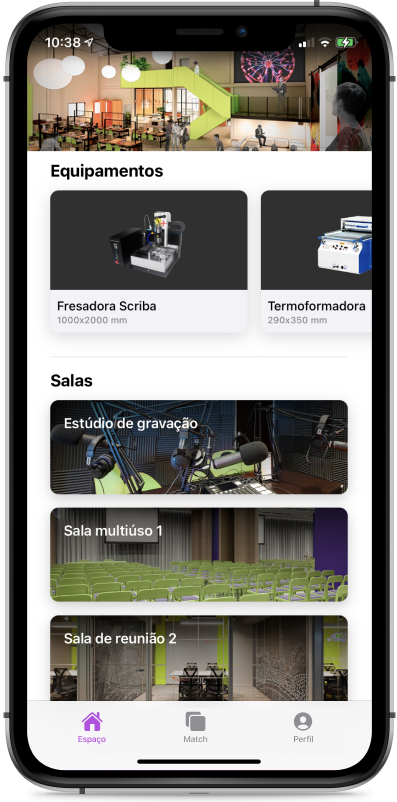 10:38
Equipamentos
Fresadora Scriba
1000x2000 mm
Termoformadora
290x350 mm
Salas
Estúdio de gravação
Sala multiúso 1
Sala de reunião 2
Espaço
Match
Perfil